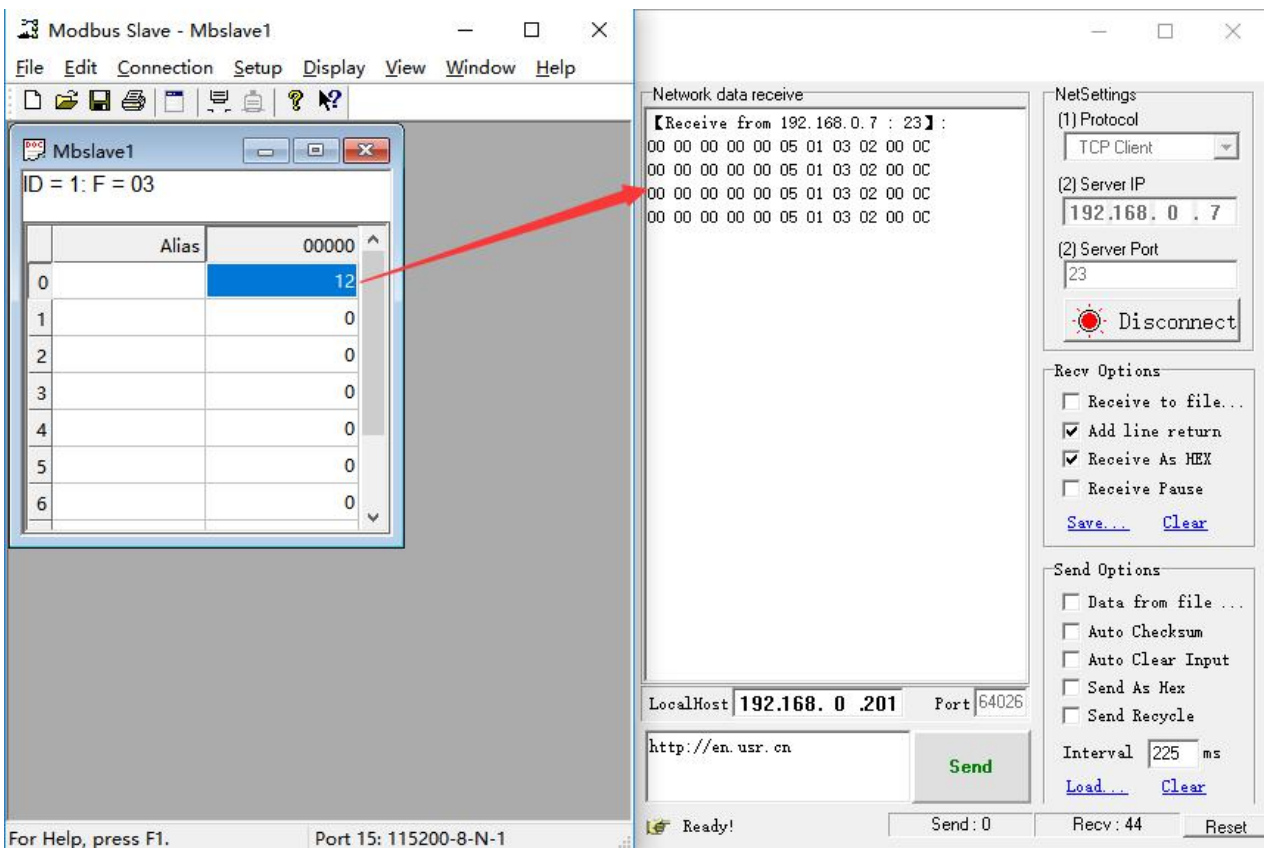 Modbus Slave - Mbslave1
File Edit Connection Setup Display View Window Help
Mbslave1
ID = 1: F = 03
Alias 00000
0 12
1 0
2 0
3 0
4 0
5 0
6 0
For Help, press F1. Port 15: 115200-8-N-1
Network data receive
【Receive from 192.168.0.7 : 23】:
00 00 00 00 00 05 01 03 02 00 0C
00 00 00 00 00 05 01 03 02 00 0C
00 00 00 00 00 05 01 03 02 00 0C
00 00 00 00 00 05 01 03 02 00 0C
LocalHost 192.168. 0 .201 Port 64026
http://en.usr.cn
Send
Ready! Send : 0 Recv : 44 Reset
NetSettings
(1) Protocol
TCP Client
(2) Server IP
192.168. 0 . 7
(2) Server Port
23
Disconnect
Recv Options
Receive to file...
Add line return
Receive As HEX
Receive Pause
Save... Clear
Send Options
Data from file ...
Auto Checksum
Auto Clear Input
Send As Hex
Send Recycle
Interval 225 ms
Load... Clear